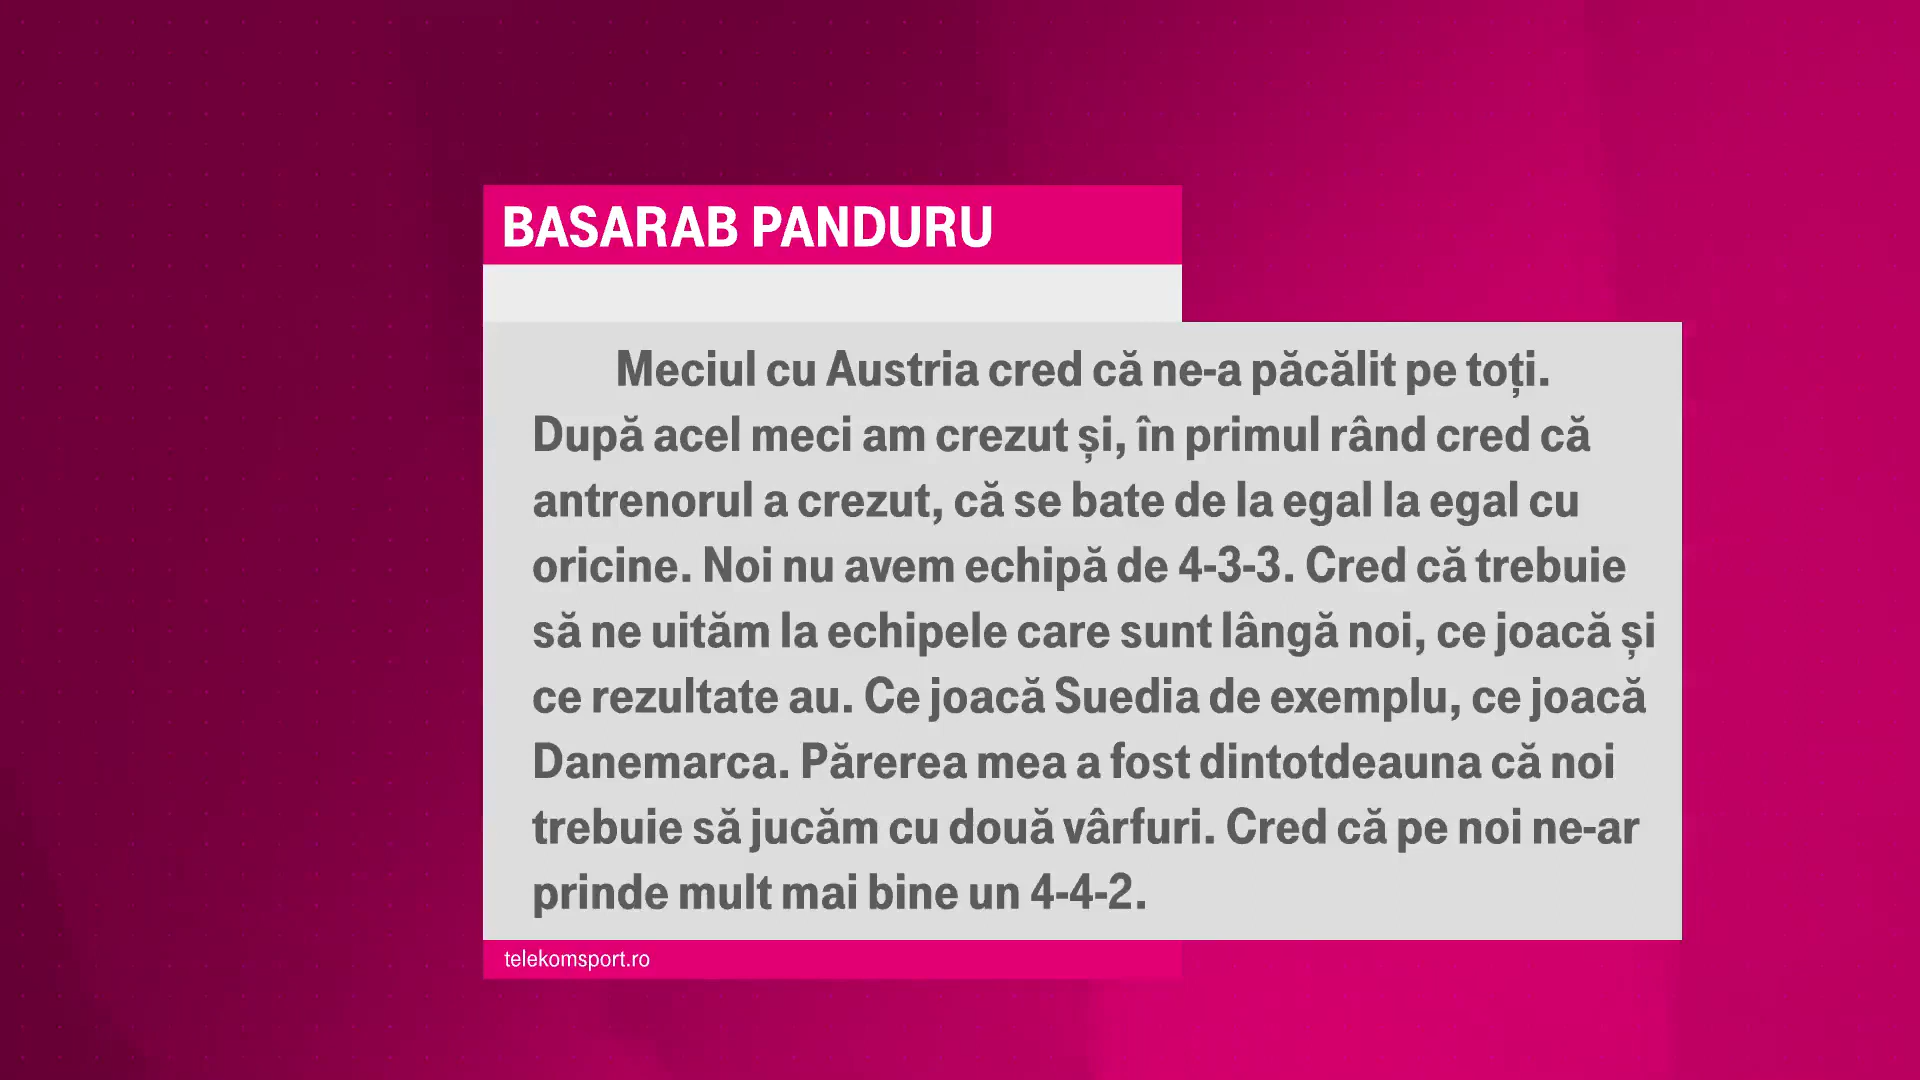 BASARAB PANDURU
Meciul cu Austria cred că ne-a păcălit pe toți.
După acel meci am crezut și, în primul rând cred că
antrenorul a crezut, că se bate de la egal la egal cu
oricine. Noi nu avem echipă de 4-3-3. Cred că trebuie
să ne uităm la echipele care sunt lângă noi, ce joacă și
ce rezultate au. Ce joacă Suedia de exemplu, ce joacă
Danemarca. Părerea mea a fost dintotdeauna că noi
trebuie să jucăm cu două vârfuri. Cred că pe noi ne-ar
prinde mult mai bine un 4-4-2.
telekomsport.ro